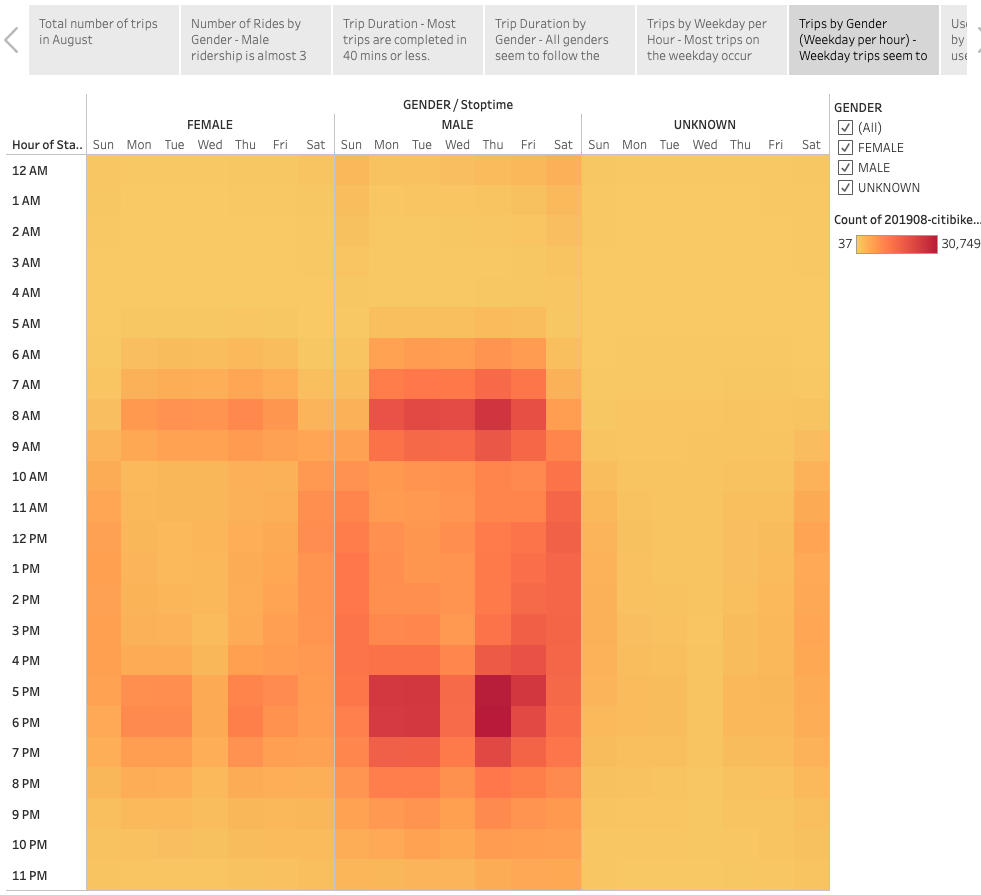 Total number of trips
in August
Number of Rides by
Gender - Male
ridership is almost 3
Trip Duration - Most
trips are completed in
40 mins or less.
Trip Duration by
Gender - All genders
seem to follow the
Trips by Weekday per
Hour - Most trips on
the weekday occur
Trips by Gender
(Weekday per hour) -
Weekday trips seem to
by
GENDER / Stoptime
FEMALE MALE UNKNOWN
Hour of Sta.. Sun Mon Tue Wed Thu Fri Sat Sun Mon Tue Wed Thu Fri Sat Sun Mon Tue Wed Thu Fri Sat
12 AM
1 AM
2 AM
3 AM
4 AM
5 AM
6 AM
7 AM
8 AM
9 AM
10 AM
11 AM
12 PM
1 PM
2 PM
3 PM
4 PM
5 PM
6 PM
7 PM
8 PM
9 PM
10 PM
11 PM
GENDER
(All)
FEMALE
MALE
UNKNOWN
Count of 201908-citibike...
37 30,749